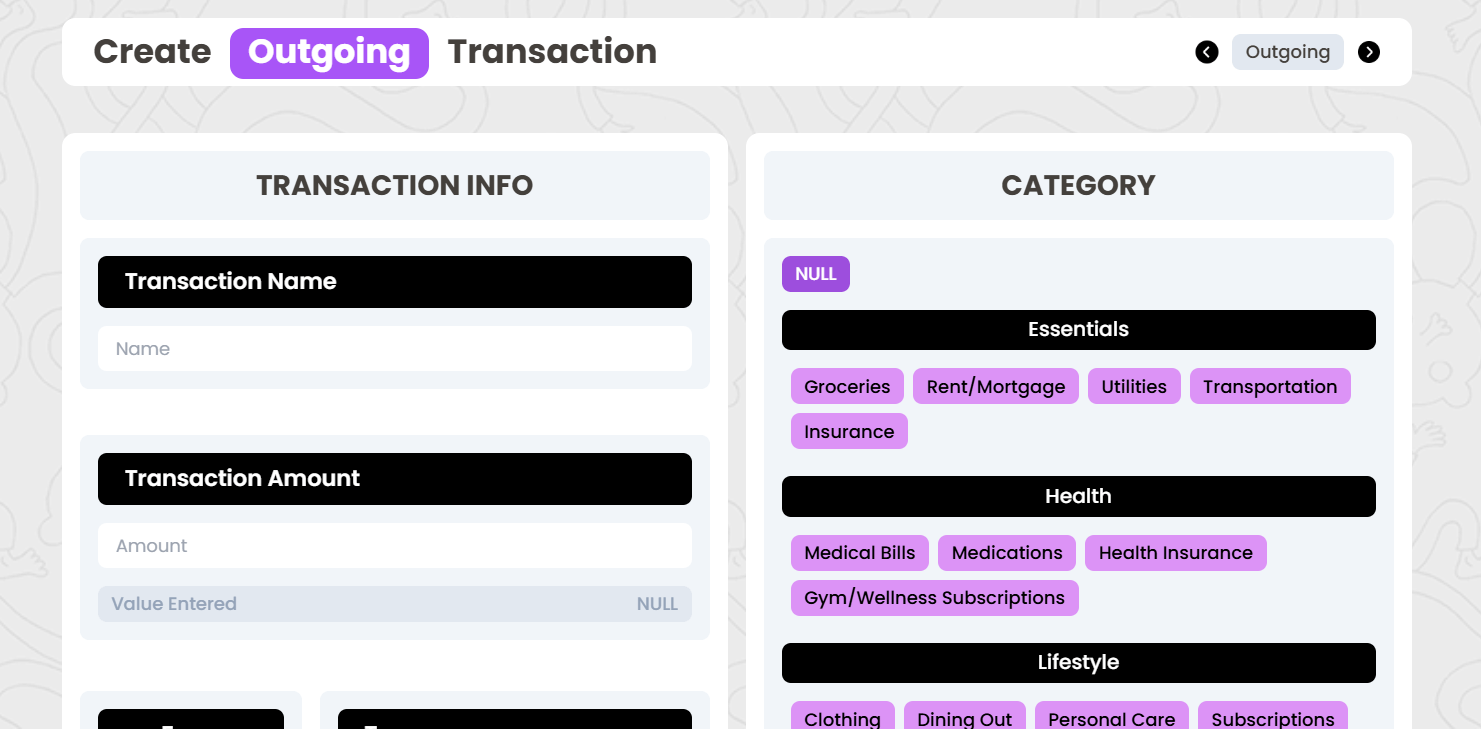 Create Outgoing Transaction
Outgoing
TRANSACTION INFO
Transaction Name
Name
Transaction Amount
Amount
Value Entered NULL
CATEGORY
NULL
Essentials
Groceries Rent/Mortgage Utilities Transportation
Insurance
Health
Medical Bills Medications Health Insurance
Gym/Wellness Subscriptions
Lifestyle
Clothing Dining Out Personal Care Subscriptions